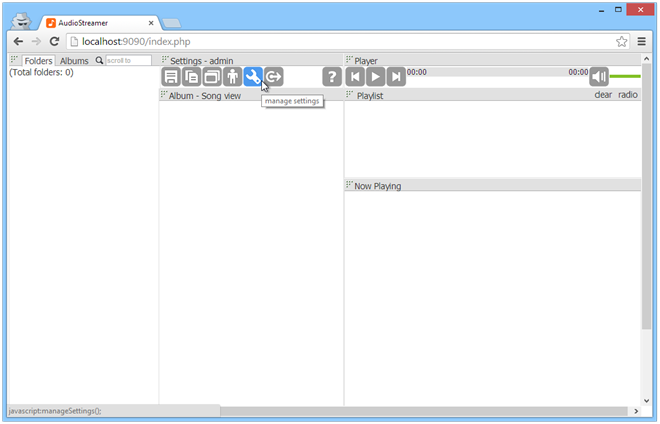 AudioStreamer
localhost:9090/index.php
Folders Albums scroll to
(Total folders: 0)
Settings - admin
manage settings
Album - Song view
Player
00:00 00:00
Playlist clear radio
Now Playing
javascript:manageSettings();